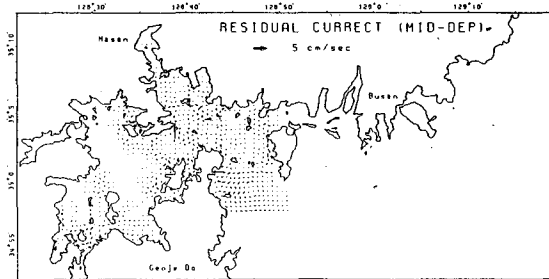 128°30' 128°40' 128°50' 129°0' 129°10'
RESIDUAL CURRECT (MID-DEP)
5 cm/sec
Masan
Busan
35°10'
35°5'
35°0'
34°55'
Geoje Do